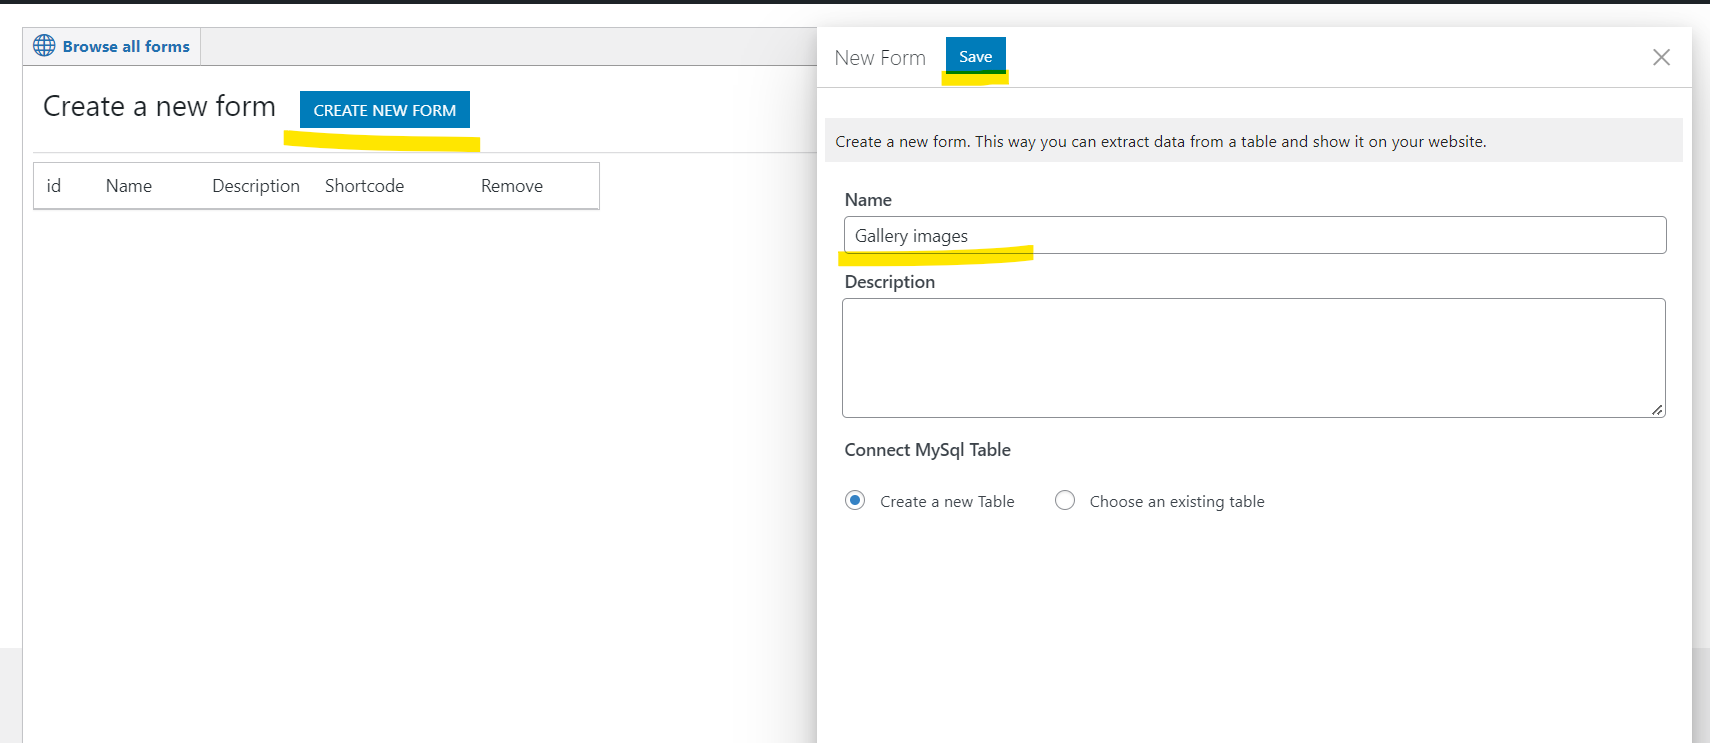 Browse all forms
Create a new form
CREATE NEW FORM
id Name Description Shortcode Remove
New Form
Save
Create a new form. This way you can extract data from a table and show it on your website.
Name
Gallery images
Description
Connect MySql Table
Create a new Table
Choose an existing table